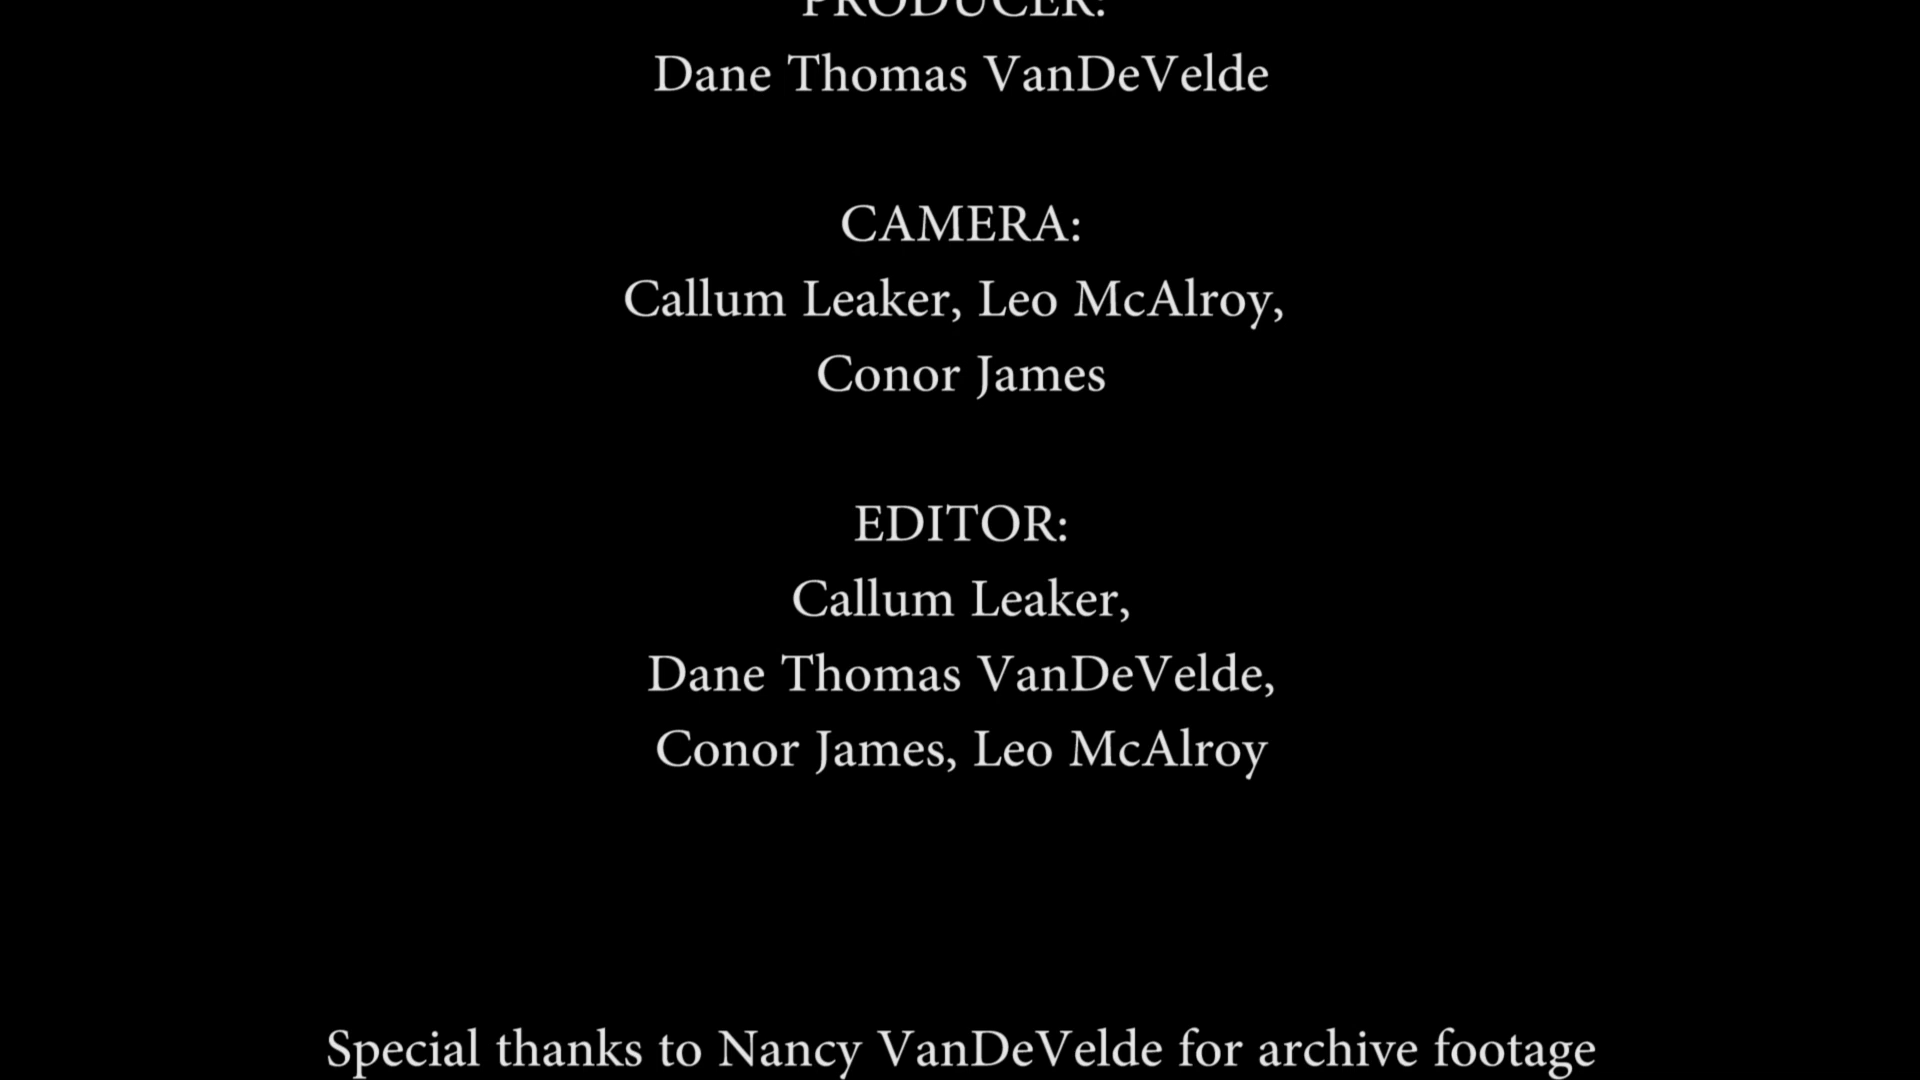 PRODUCER:
Dane Thomas VanDeVelde
CAMERA:
Callum Leaker, Leo McAlroy,
Conor James
EDITOR:
Callum Leaker,
Dane Thomas VanDeVelde,
Conor James, Leo McAlroy
Special thanks to Nancy VanDeVelde for archive footage